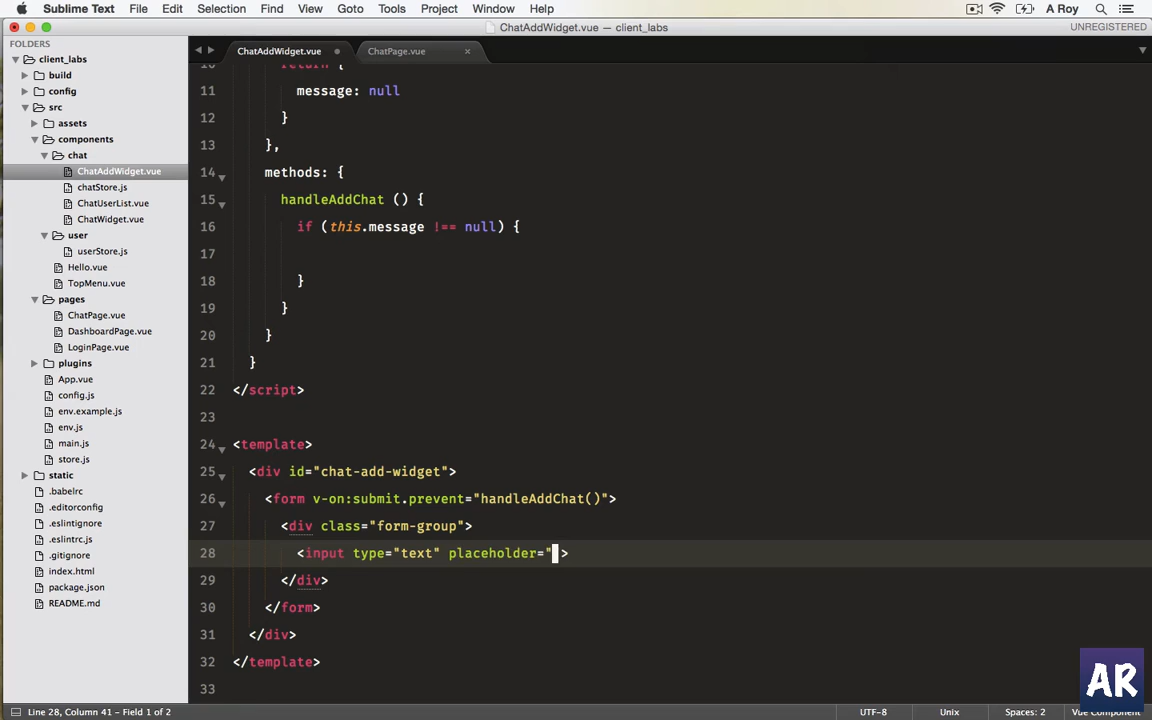 Sublime Text File Edit Selection Find View Goto Tools Project Window Help A Roy
ChatAddWidget.vue — client_labs UNREGISTERED
FOLDERS
client_labs
build
config
src
assets
components
chat
ChatAddWidget.vue
chatStore.js
ChatUserList.vue
ChatWidget.vue
user
userStore.js
Hello.vue
TopMenu.vue
pages
ChatPage.vue
DashboardPage.vue
LoginPage.vue
plugins
App.vue
config.js
env.example.js
env.js
main.js
store.js
static
.babelrc
.editorconfig
.eslintignore
.eslintrc.js
.gitignore
index.html
package.json
README.md
ChatAddWidget.vue ChatPage.vue ×
10 return {
11 message: null
12 }
13 },
14 methods: {
15 handleAddChat () {
16 if (this.message !== null) {
17
18 }
19 }
20 }
21 }
22 </script>
23
24 <template>
25 <div id="chat-add-widget">
26 <form v-on:submit.prevent="handleAddChat()">
27 <div class="form-group">
28 <input type="text" placeholder=" >
29 </div>
30 </form>
31 </div>
32 </template>
33
AR
Line 28, Column 41 - Field 1 of 2 UTF-8 Unix Spaces: 2 Vue Component